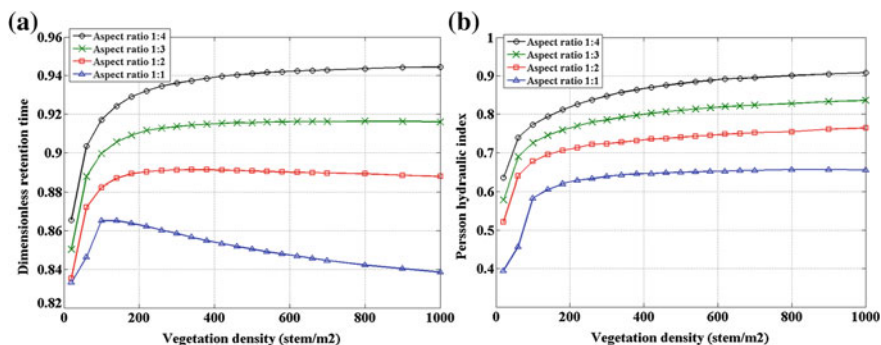 (a)
0.96
0.94
0.92
0.9
0.88
0.86
0.84
0.82
Dimensionless retention time
Aspect ratio 1:4
Aspect ratio 1:3
Aspect ratio 1:2
Aspect ratio 1:1
0 200 400 600 800 1000
Vegetation density (stem/m2)
(b)
0.9
0.8
0.7
0.6
0.5
0.4
Persson hydraulic index
Aspect ratio 1:4
Aspect ratio 1:3
Aspect ratio 1:2
Aspect ratio 1:1
0 200 400 600 800 1000
Vegetation density (stem/m2)